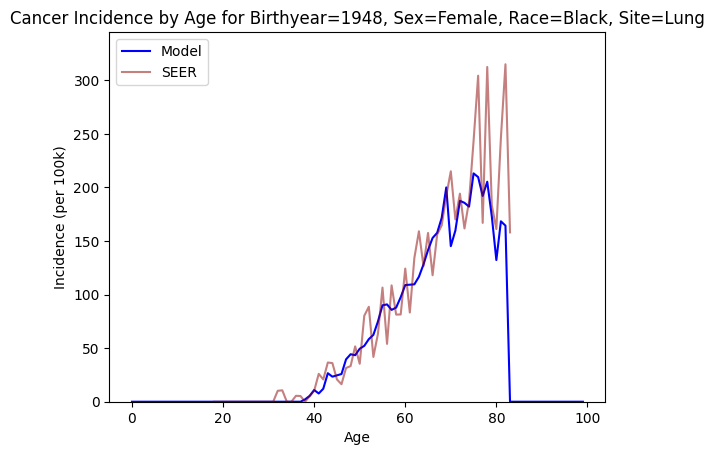 Cancer Incidence by Age for Birthyear=1948, Sex=Female, Race=Black, Site=Lung
Model
SEER
Incidence (per 100k)
300
250
200
150
100
50
0
0 20 40 60 80 100
Age